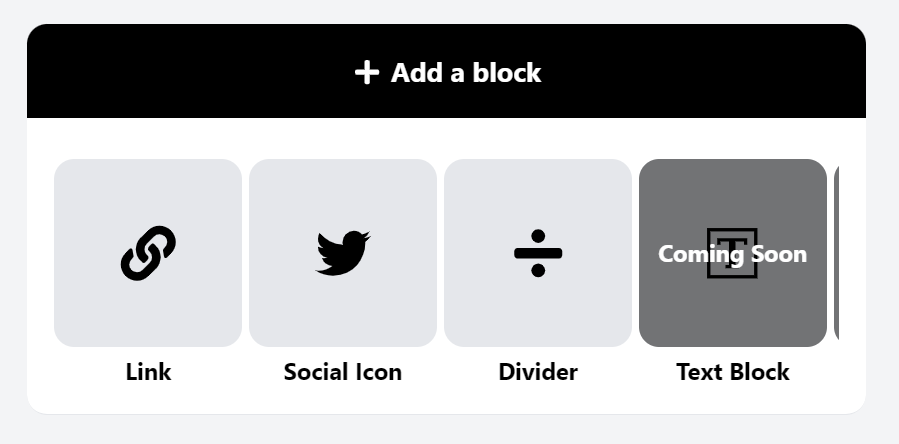 Add a block
Coming Soon
Link
Social Icon
Divider
Text Block